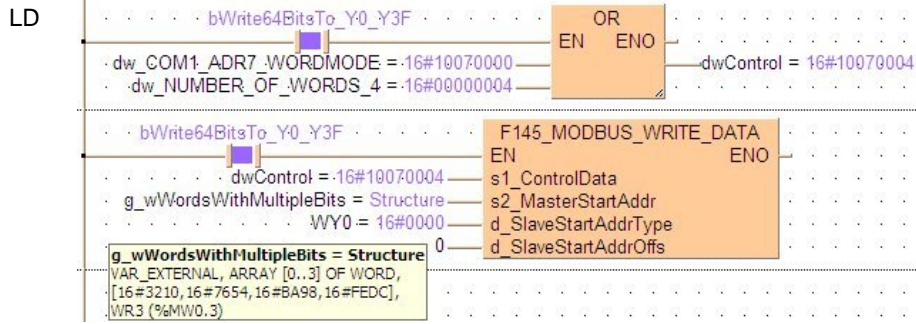 LD
bWrite64BitsTo_Y0_Y3F
OR
EN ENO
dw_COM1_ADR7_WORDMODE = 16#10070000
dwControl = 16#10070004
dw_NUMBER_OF_WORDS_4 = 16#00000004
bWrite64BitsTo_Y0_Y3F
F145_MODBUS_WRITE_DATA
EN ENO
dwControl = 16#10070004
s1_ControlData
g_wWordsWithMultipleBits = Structure
s2_MasterStartAddr
WY0 = 16#0000
d_SlaveStartAddrType
0
d_SlaveStartAddrOffs
g_wWordsWithMultipleBits = Structure
VAR_EXTERNAL, ARRAY [0..3] OF WORD,
[16#3210,16#7654,16#BA98,16#FEDC],
WR3 (%MW0.3)